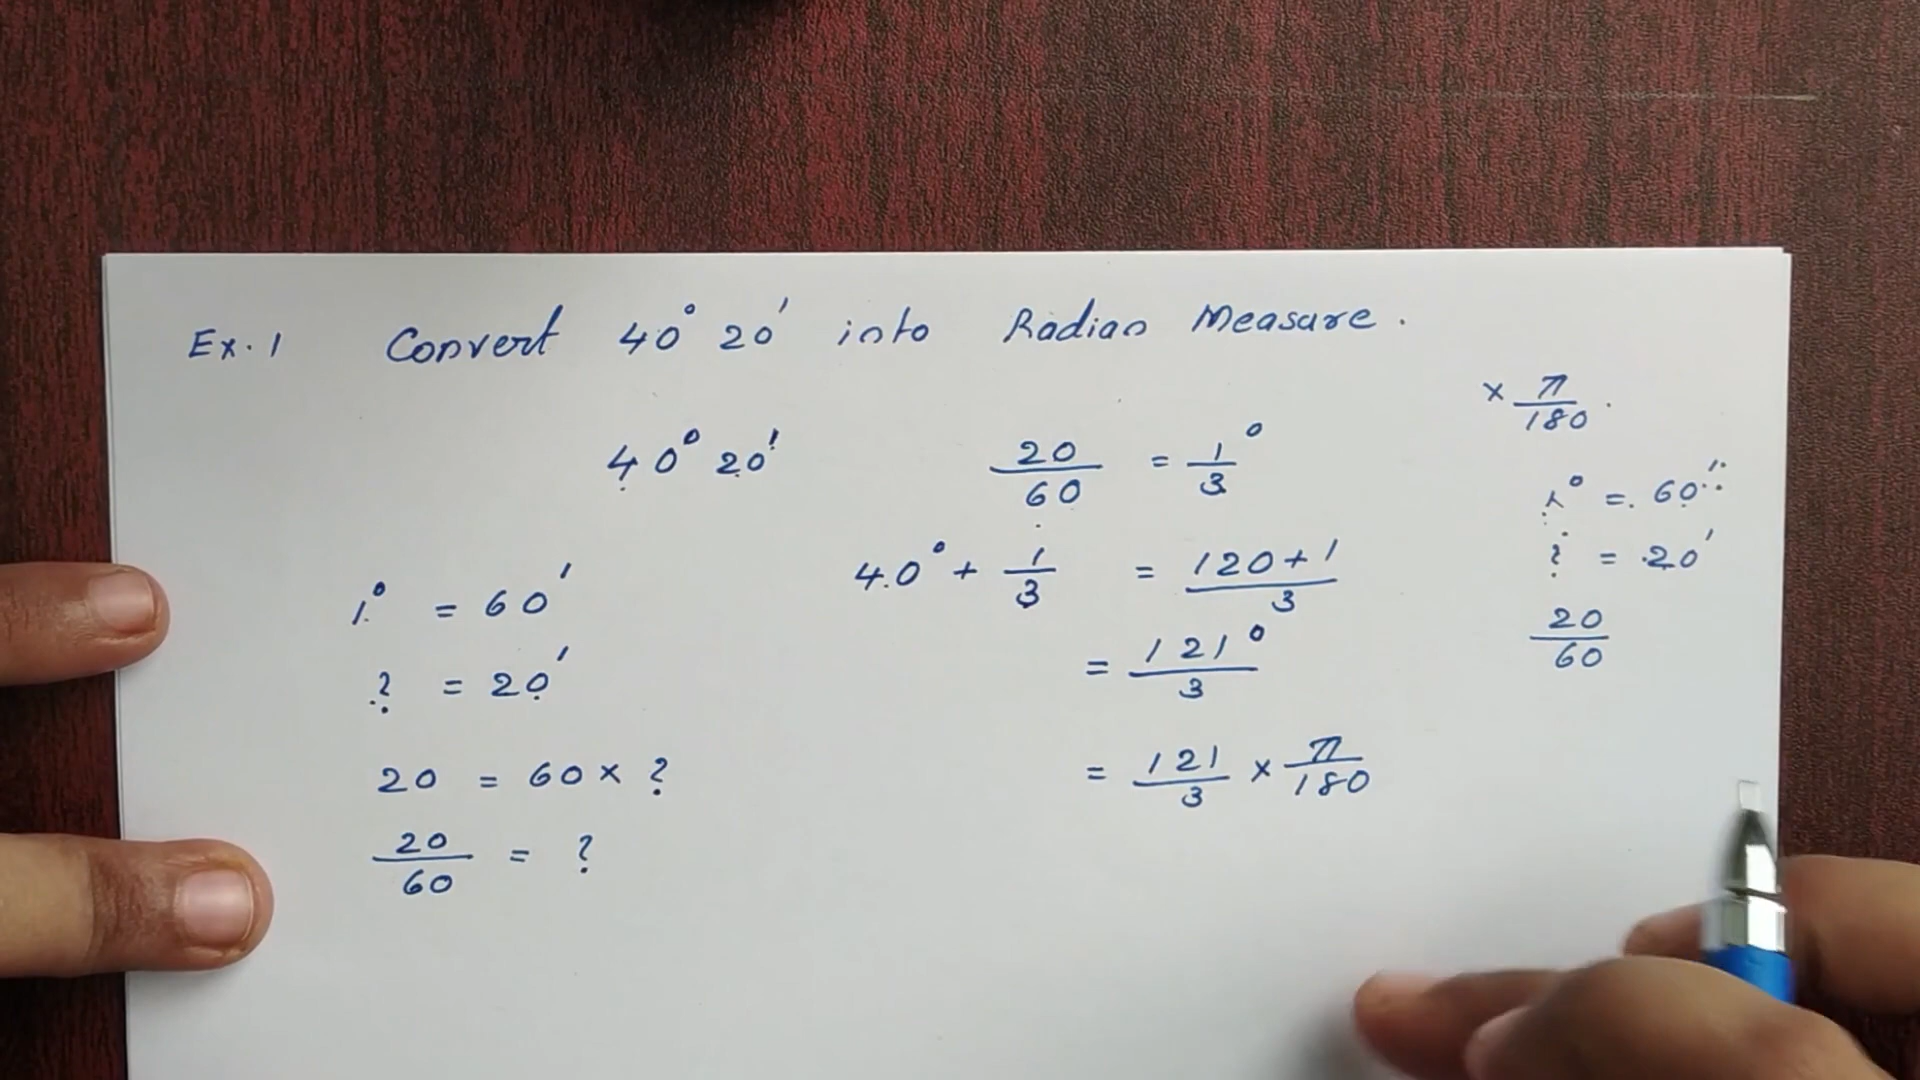 Ex. 1 Convert 40° 20' into Radian Measure.
× π/180.
40° 20'
20/60 = 1/3°
1° = 60'
? = 20'
20/60
40° + 1/3 = 120+1/3
1° = 60'
= 121°/3
? = 20'
= 121/3 × π/180
20 = 60 × ?
20/60 = ?